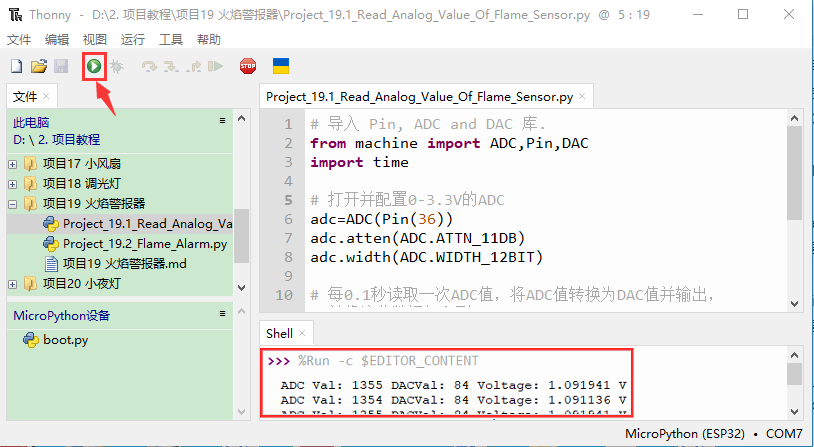 Thonny - D:\2. 项目教程\项目19 火焰警报器\Project_19.1_Read_Analog_Value_Of_Flame_Sensor.py @ 5 : 19
文件 编辑 视图 运行 工具 帮助
STOP
文件 ×
此电脑
D: \ 2. 项目教程
项目17 小风扇
项目18 调光灯
项目19 火焰警报器
Project_19.1_Read_Analog_Va
Project_19.2_Flame_Alarm.py
项目19 火焰警报器.md
项目20 小夜灯
MicroPython设备
boot.py
Project_19.1_Read_Analog_Value_Of_Flame_Sensor.py ×
1 # 导入 Pin, ADC and DAC 库.
2 from machine import ADC,Pin,DAC
3 import time
4
5 # 打开并配置0-3.3V的ADC
6 adc=ADC(Pin(36))
7 adc.atten(ADC.ATTN_11DB)
8 adc.width(ADC.WIDTH_12BIT)
9
10 # 每0.1秒读取一次ADC值，将ADC值转换为DAC值并输出，
Shell ×
>>> %Run -c $EDITOR_CONTENT
ADC Val: 1355 DACVal: 84 Voltage: 1.091941 V
ADC Val: 1354 DACVal: 84 Voltage: 1.091136 V
ADC Val: 1355 DACVal: 84 Voltage: 1.091941 V
MicroPython (ESP32) • COM7